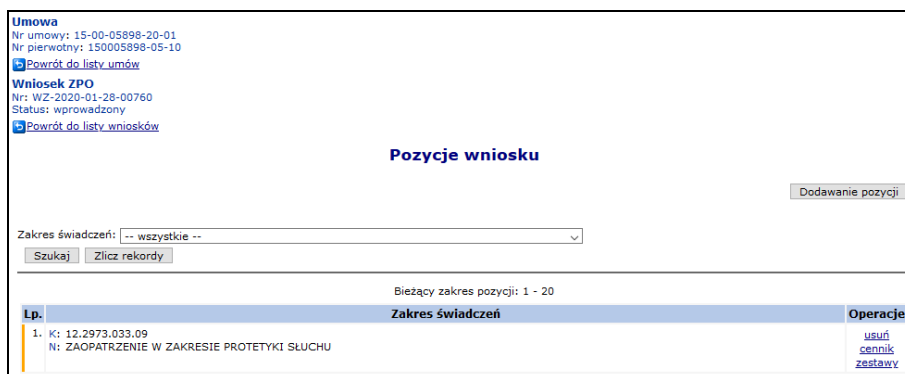 Umowa
Nr umowy: 15-00-05898-20-01
Nr pierwotny: 150005898-05-10
Powrót do listy umów
Wniosek ZPO
Nr: WZ-2020-01-28-00760
Status: wprowadzony
Powrót do listy wniosków
Pozycje wniosku
Dodawanie pozycji
Zakres świadczeń: -- wszystkie --
Szukaj Zlicz rekordy
Bieżący zakres pozycji: 1 - 20
Lp. Zakres świadczeń Operacje
1. K: 12.2973.033.09 usuń
N: ZAOPATRZENIE W ZAKRESIE PROTETYKI SŁUCHU cennik
zestawy